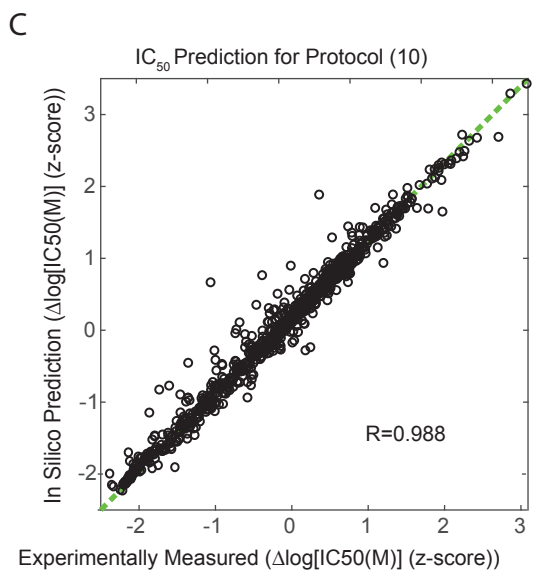 C
IC50 Prediction for Protocol (10)
In Silico Prediction (Δlog[IC50(M)] (z-score))
3
2
1
0
-1
-2
R=0.988
-2 -1 0 1 2 3
Experimentally Measured (Δlog[IC50(M)] (z-score))